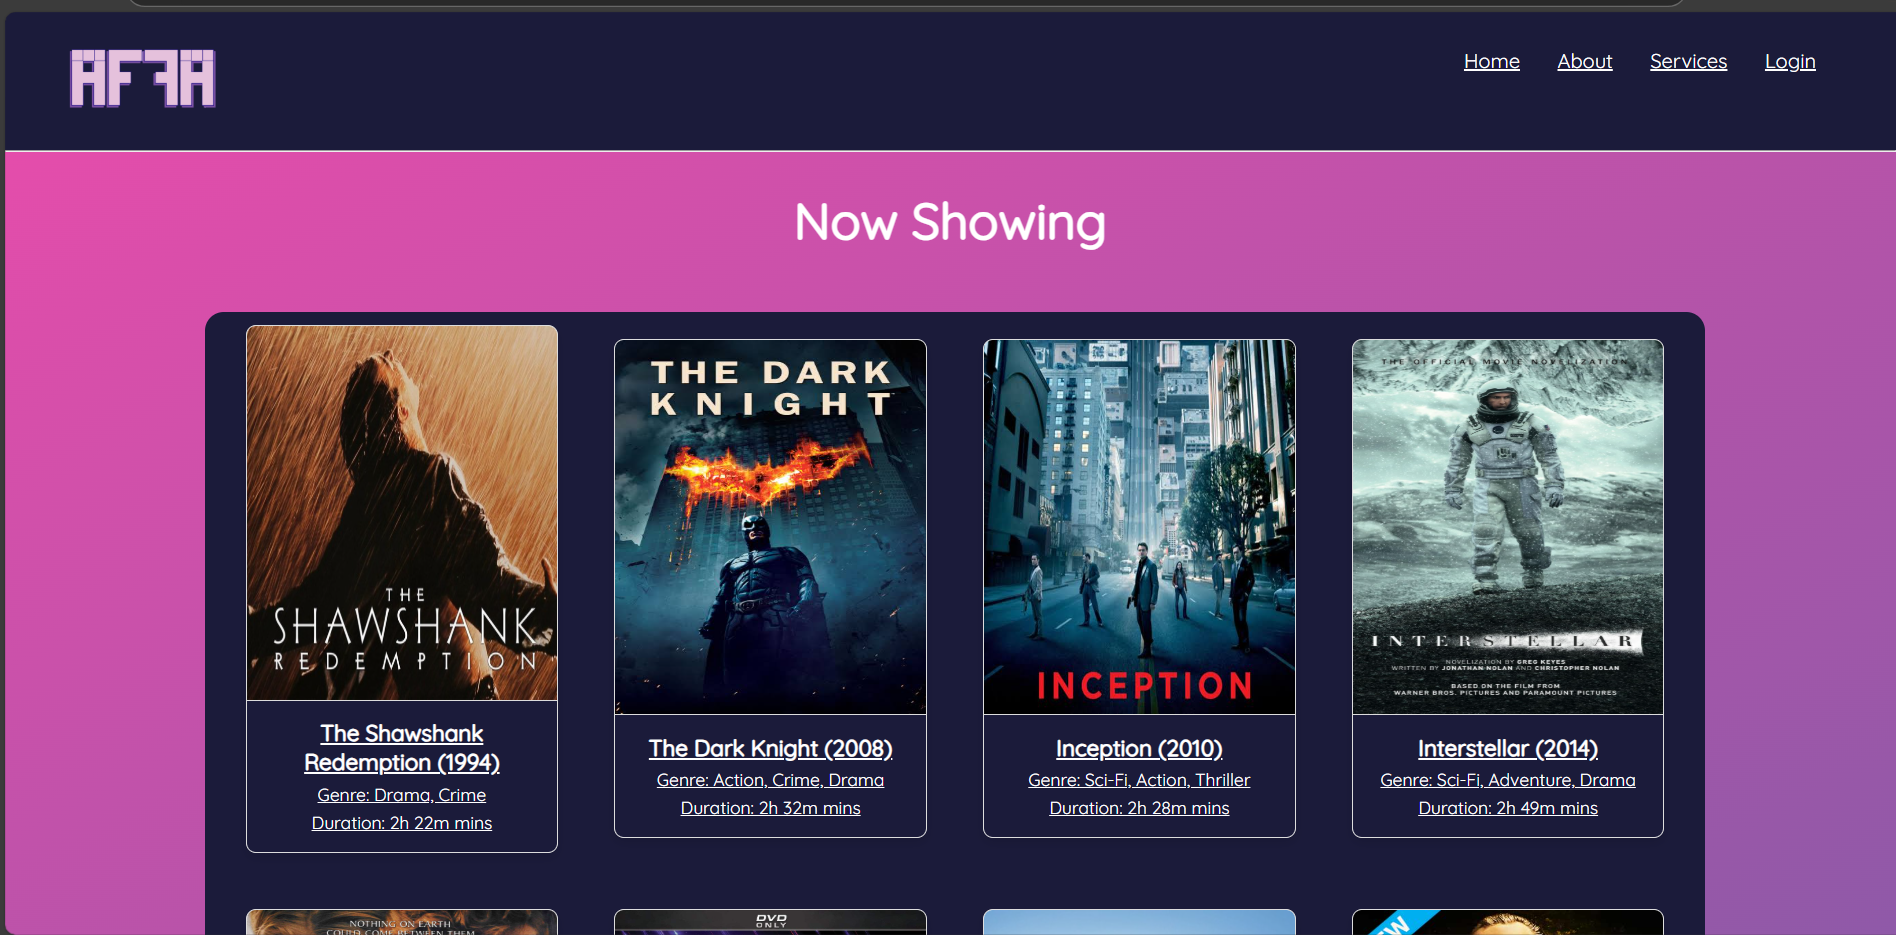 AFFA
Home About Services Login
Now Showing
THE
SHAWSHANK
REDEMPTION
The Shawshank
Redemption (1994)
Genre: Drama, Crime
Duration: 2h 22m mins
THE DARK
KNIGHT
The Dark Knight (2008)
Genre: Action, Crime, Drama
Duration: 2h 32m mins
INCEPTION
Inception (2010)
Genre: Sci-Fi, Action, Thriller
Duration: 2h 28m mins
THE OFFICIAL MOVIE NOVELIZATION
INTERSTELLAR
NOVELIZATION BY GREG KEYES
WRITTEN BY JONATHAN NOLAN AND CHRISTOPHER NOLAN
BASED ON THE FILM FROM
WARNER BROS. PICTURES AND PARAMOUNT PICTURES
Interstellar (2014)
Genre: Sci-Fi, Adventure, Drama
Duration: 2h 49m mins
NOTHING ON EARTH
COULD COME BETWEEN THEM
DVD
ONLY